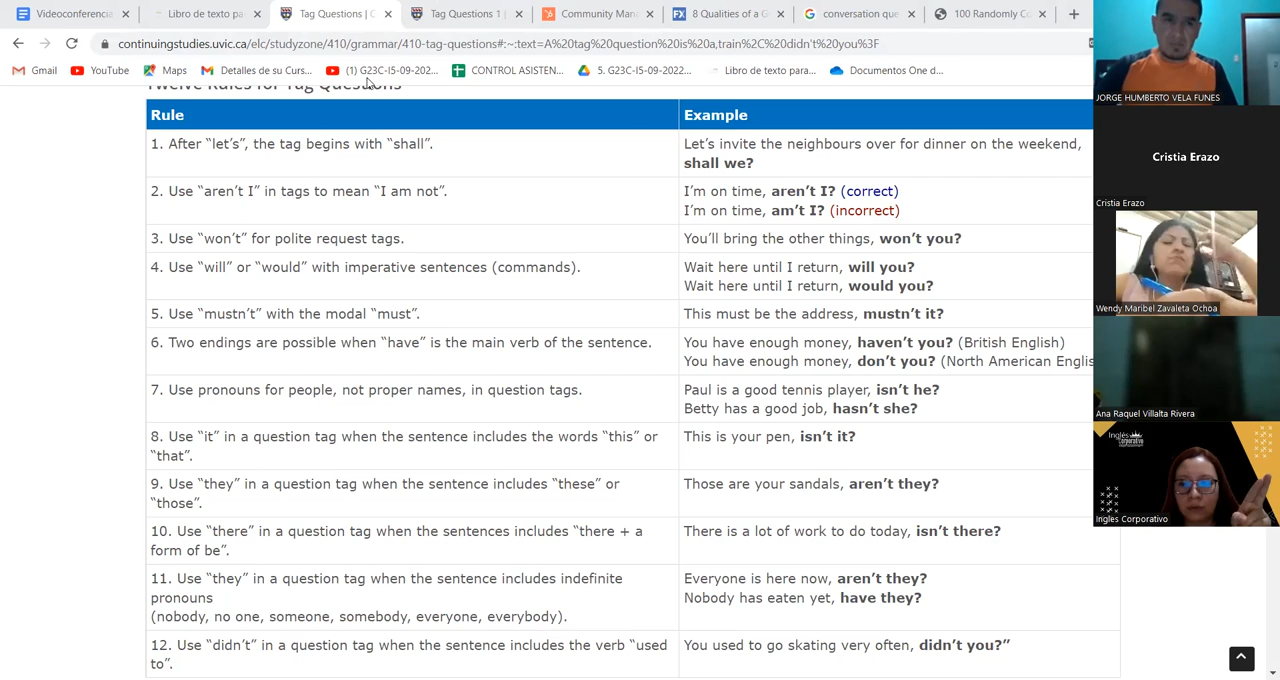 Videoconferencia
Libro de texto pa
Tag Questions | C
Tag Questions 1 |
Community Man
8 Qualities of a G
conversation que
100 Randomly Co
continuingstudies.uvic.ca/elc/studyzone/410/grammar/410-tag-questions#:~:text=A%20tag%20question%20is%20a,train%2C%20didn't%20you%3F
Gmail
YouTube
Maps
Detalles de su Curs...
(1) G23C-I5-09-202...
CONTROL ASISTEN...
5. G23C-I5-09-2022...
Libro de texto para...
Documentos One d...
Twelve Rules for Tag Questions
Rule
Example
1. After “let’s”, the tag begins with “shall”.
Let’s invite the neighbours over for dinner on the weekend,
shall we?
2. Use “aren’t I” in tags to mean “I am not”.
I’m on time, aren’t I? (correct)
I’m on time, am’t I? (incorrect)
3. Use “won’t” for polite request tags.
You’ll bring the other things, won’t you?
4. Use “will” or “would” with imperative sentences (commands).
Wait here until I return, will you?
Wait here until I return, would you?
5. Use “mustn’t” with the modal “must”.
This must be the address, mustn’t it?
6. Two endings are possible when “have” is the main verb of the sentence.
You have enough money, haven’t you? (British English)
You have enough money, don’t you? (North American Englis
7. Use pronouns for people, not proper names, in question tags.
Paul is a good tennis player, isn’t he?
Betty has a good job, hasn’t she?
8. Use “it” in a question tag when the sentence includes the words “this” or
“that”.
This is your pen, isn’t it?
9. Use “they” in a question tag when the sentence includes “these” or
“those”.
Those are your sandals, aren’t they?
10. Use “there” in a question tag when the sentences includes “there + a
form of be”.
There is a lot of work to do today, isn’t there?
11. Use “they” in a question tag when the sentence includes indefinite
pronouns
(nobody, no one, someone, somebody, everyone, everybody).
Everyone is here now, aren’t they?
Nobody has eaten yet, have they?
12. Use “didn’t” in a question tag when the sentence includes the verb “used
to”.
You used to go skating very often, didn’t you?”
JORGE HUMBERTO VELA FUNES
Cristia Erazo
Cristia Erazo
Wendy Maribel Zavaleta Ochoa
Ana Raquel Villalta Rivera
Inglés
Corporativo
Ingles Corporativo